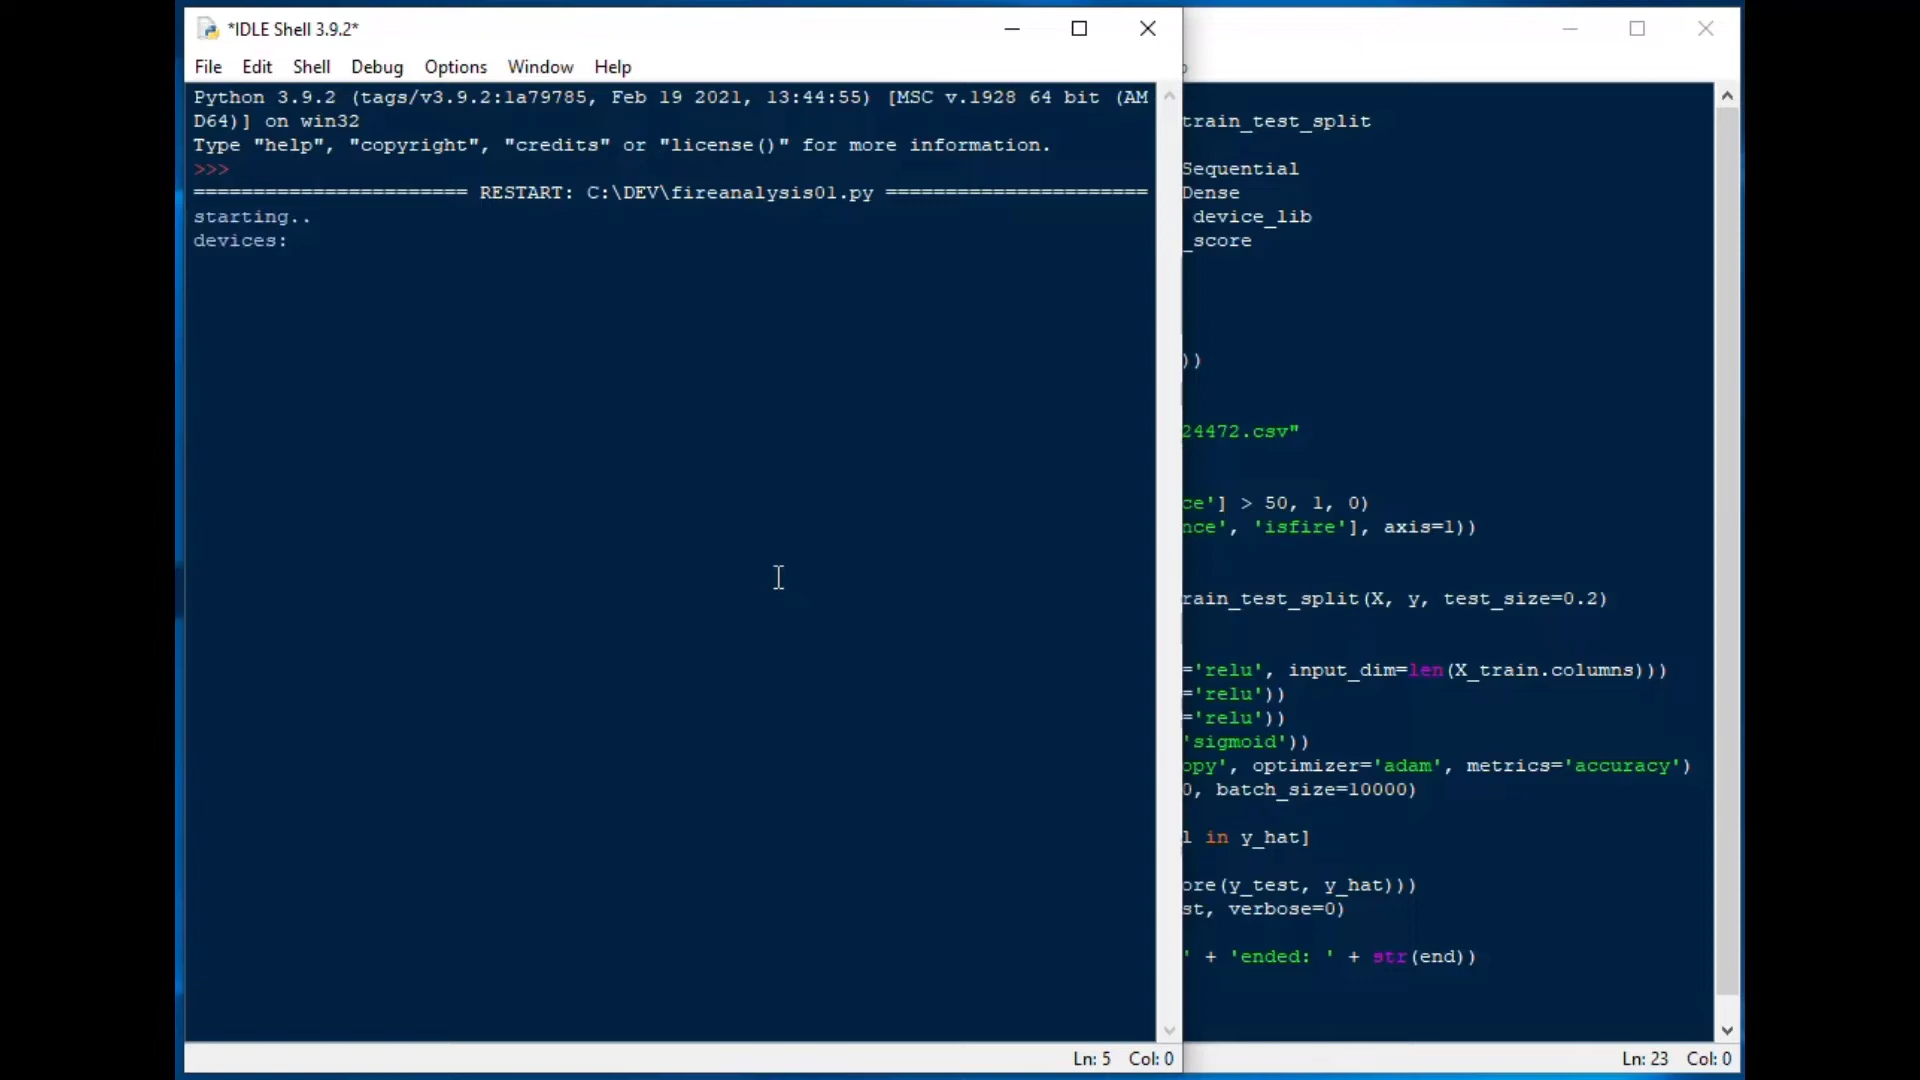 *IDLE Shell 3.9.2*
File Edit Shell Debug Options Window Help
Python 3.9.2 (tags/v3.9.2:1a79785, Feb 19 2021, 13:44:55) [MSC v.1928 64 bit (AM
D64)] on win32
Type "help", "copyright", "credits" or "license()" for more information.
>>>
======================= RESTART: C:\DEV\fireanalysis01.py ======================
starting..
devices:
Ln: 5 Col: 0
train_test_split
Sequential
Dense
device_lib
_score
))
24472.csv"
ce'] > 50, 1, 0)
nce', 'isfire'], axis=1))
rain_test_split(X, y, test_size=0.2)
='relu', input_dim=len(X_train.columns)))
='relu'))
='relu'))
'sigmoid'))
opy', optimizer='adam', metrics='accuracy')
0, batch_size=10000)
l in y_hat]
ore(y_test, y_hat)))
st, verbose=0)
' + 'ended: ' + str(end))
Ln: 23 Col: 0